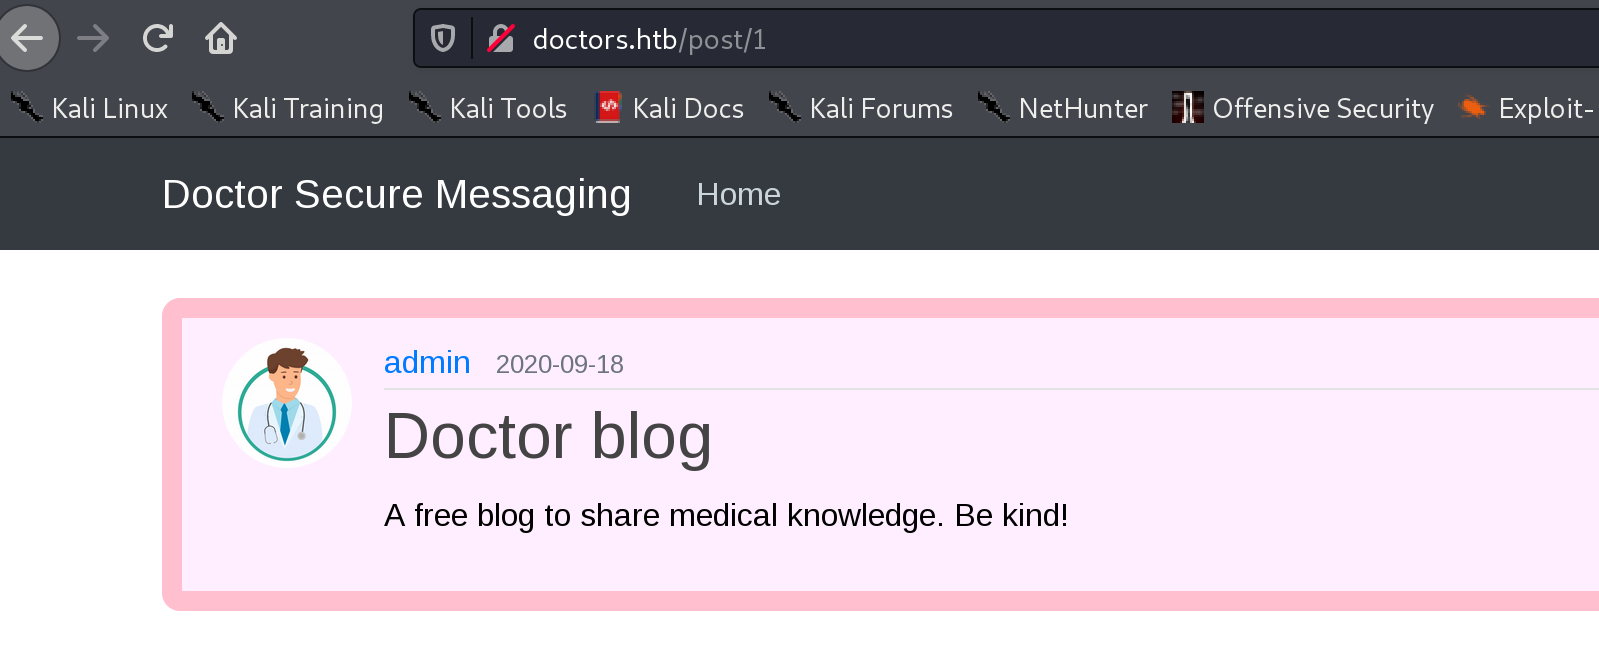 doctors.htb/post/1
Kali Linux Kali Training Kali Tools Kali Docs Kali Forums NetHunter Offensive Security Exploit-
Doctor Secure Messaging Home
admin 2020-09-18
Doctor blog
A free blog to share medical knowledge. Be kind!